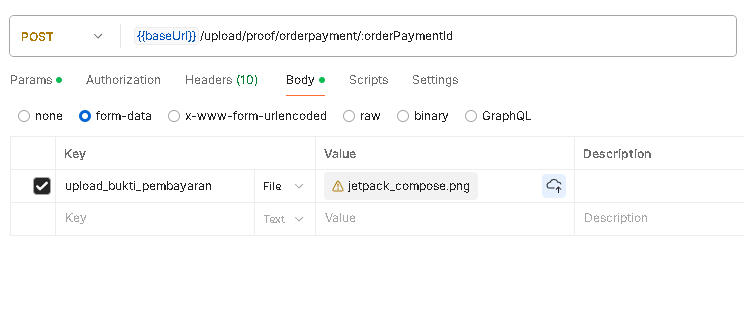 POST {{baseUrl}} /upload/proof/orderpayment/:orderPaymentId
Params Authorization Headers (10) Body Scripts Settings
none form-data x-www-form-urlencoded raw binary GraphQL
Key Value Description
upload_bukti_pembayaran File jetpack_compose.png
Key Text Value Description